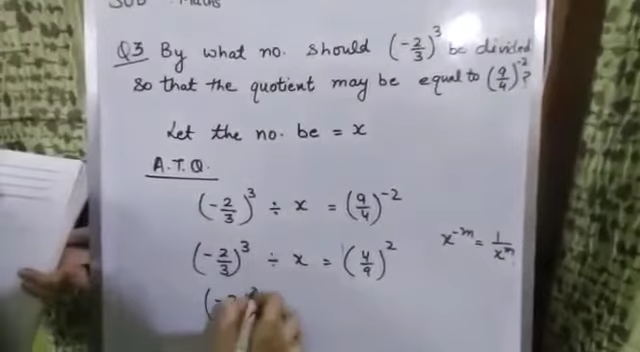 SUB : Maths
Q3 By what no. should (-2/3)^3 be divided
so that the quotient may be equal to (9/4)^-2?
Let the no. be = x
A.T.Q.
(-2/3)^3 ÷ x = (9/4)^-2
(-2/3)^3 ÷ x = (4/9)^2
x^-m = 1/x^m